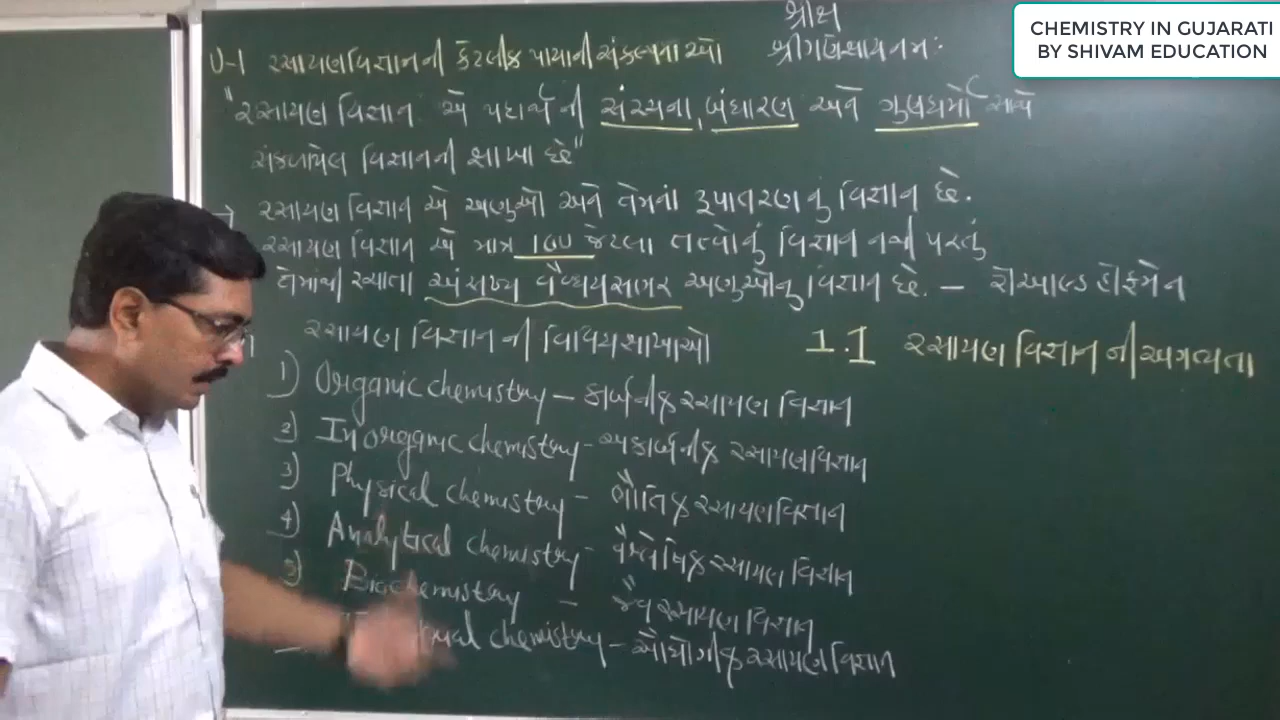 CHEMISTRY IN GUJARATI
BY SHIVAM EDUCATION
શ્રીક્ષ
U-1 રસાયણવિજ્ઞાનની કેટલીક પાયાની સંકલ્પનાઓ
શ્રી ગણેશાય નમઃ
"રસાયણ વિજ્ઞાન એ પદાર્થની સંરચના, બંધારણ અને ગુણધર્મો સાથે
સંકળાયેલ વિજ્ઞાનની શાખા છે"
→ રસાયણ વિજ્ઞાન એ અણુઓ અને તેમનાં રૂપાતરણનું વિજ્ઞાન છે.
રસાયણ વિજ્ઞાન એ માત્ર 100 જેટલા તત્વોનું વિજ્ઞાન નથી પરંતુ
તેમાંથી રચાતા અસંખ્ય વૈવિધ્યસભર અણુઓનું વિજ્ઞાન છે. – રોઆલ્ડ હોફમેન
રસાયણ વિજ્ઞાનની વિવિધ શાખાઓ
1.1 રસાયણ વિજ્ઞાનની અગત્યતા
1) Organic chemistry – કાર્બનીક રસાયણ વિજ્ઞાન
2) Inorganic chemistry – અકાર્બનીક રસાયણવિજ્ઞાન
3) Physical chemistry – ભૌતિક રસાયણવિજ્ઞાન
4) Analytical chemistry – વૈશ્લેષિક રસાયણ વિજ્ઞાન
5) Biochemistry – જૈવ રસાયણ વિજ્ઞાન
chemistry – ઔદ્યોગીક રસાયણ વિજ્ઞાન